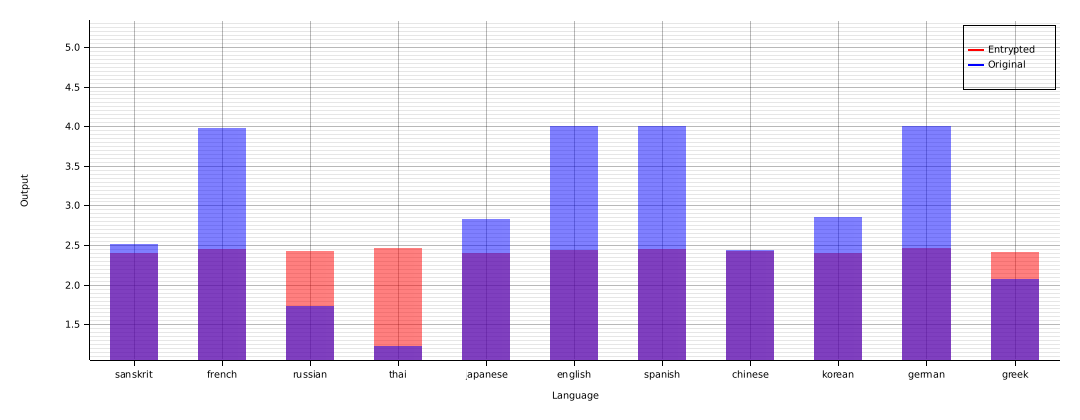 5.0
Entrypted
Original
4.5
4.0
3.5
3.0
2.5
2.0
1.5
Output
sanskrit french russian thai japanese english spanish chinese korean german greek
Language